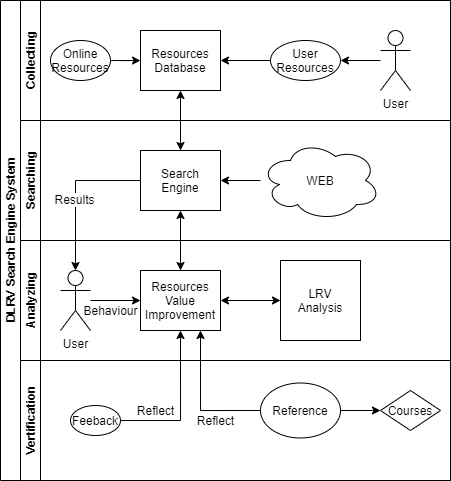 DLRV Search Engine System
Collecting
Online
Resources
Resources
Database
User
Resources
User
Searching
Search
Engine
WEB
Results
Analyzing
User
Behaviour
Resources
Value
Improvement
LRV
Analysis
Vertification
Feeback
Reflect
Reflect
Reference
Courses